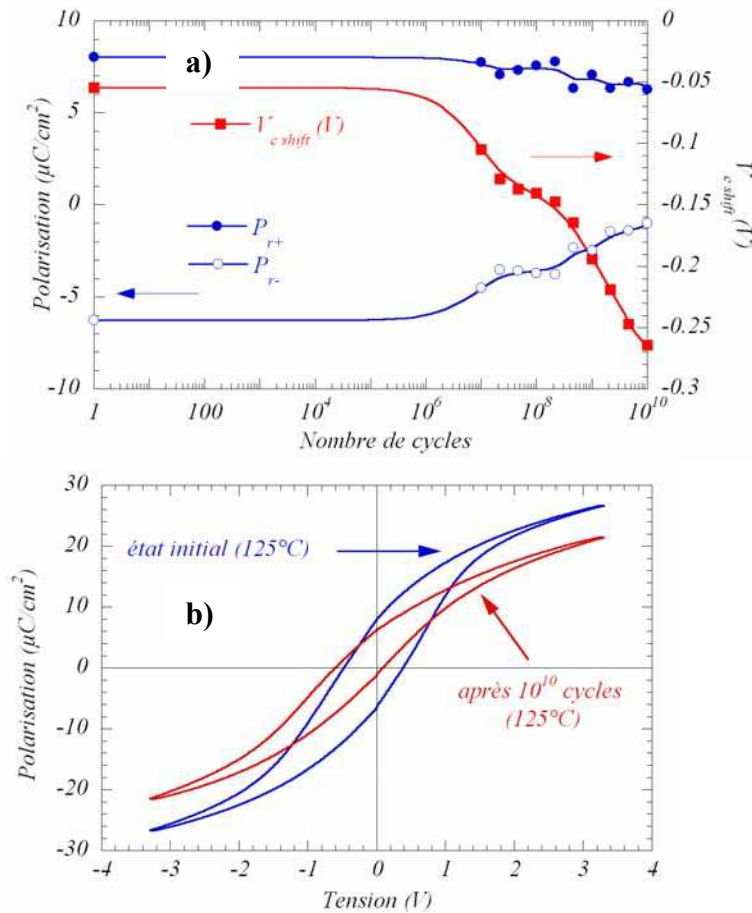 a)
10
5
0
-5
-10
Polarisation (µC/cm²)
0
-0.05
-0.1
-0.15
-0.2
-0.25
-0.3
V c shift (V)
V c shift (V)
P r+
P r-
1
100
10⁴
10⁶
10⁸
10¹⁰
Nombre de cycles
b)
30
20
10
0
-10
-20
-30
Polarisation (µC/cm²)
état initial (125°C)
après 10¹⁰ cycles
(125°C)
-4
-3
-2
-1
0
1
2
3
4
Tension (V)